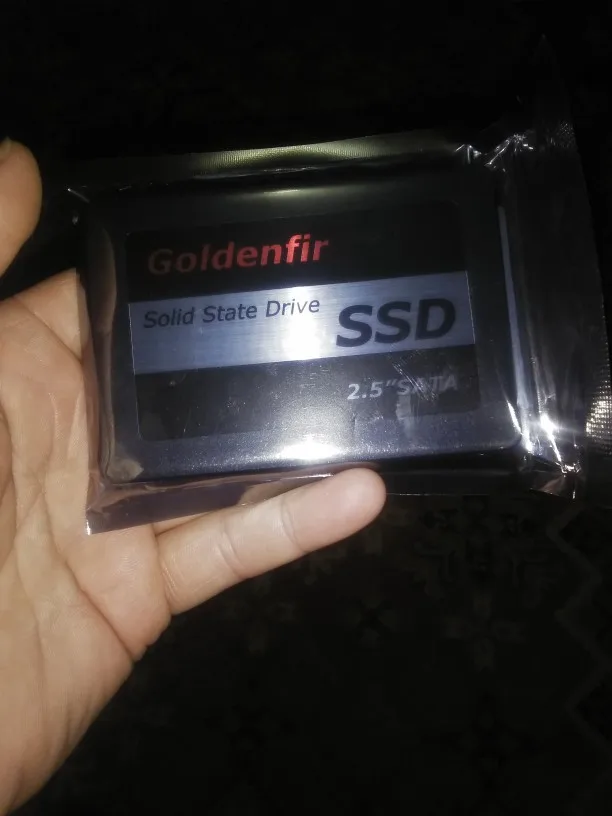 Goldenfir
Solid State Drive
SSD
2.5"SATA